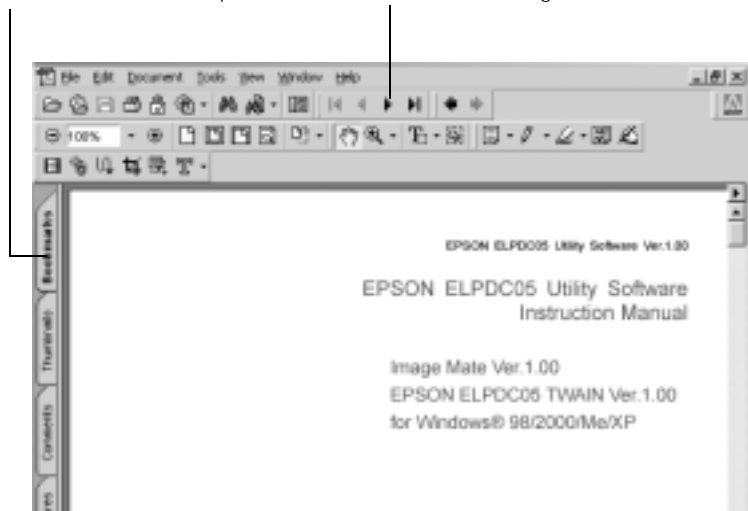 File Edit Document Tools View Window Help
100%
Bookmarks
Thumbnails
Comments
EPSON ELPDC05 Utility Software Ver.1.00
EPSON ELPDC05 Utility Software
Instruction Manual
Image Mate Ver.1.00
EPSON ELPDC05 TWAIN Ver.1.00
for Windows® 98/2000/Me/XP